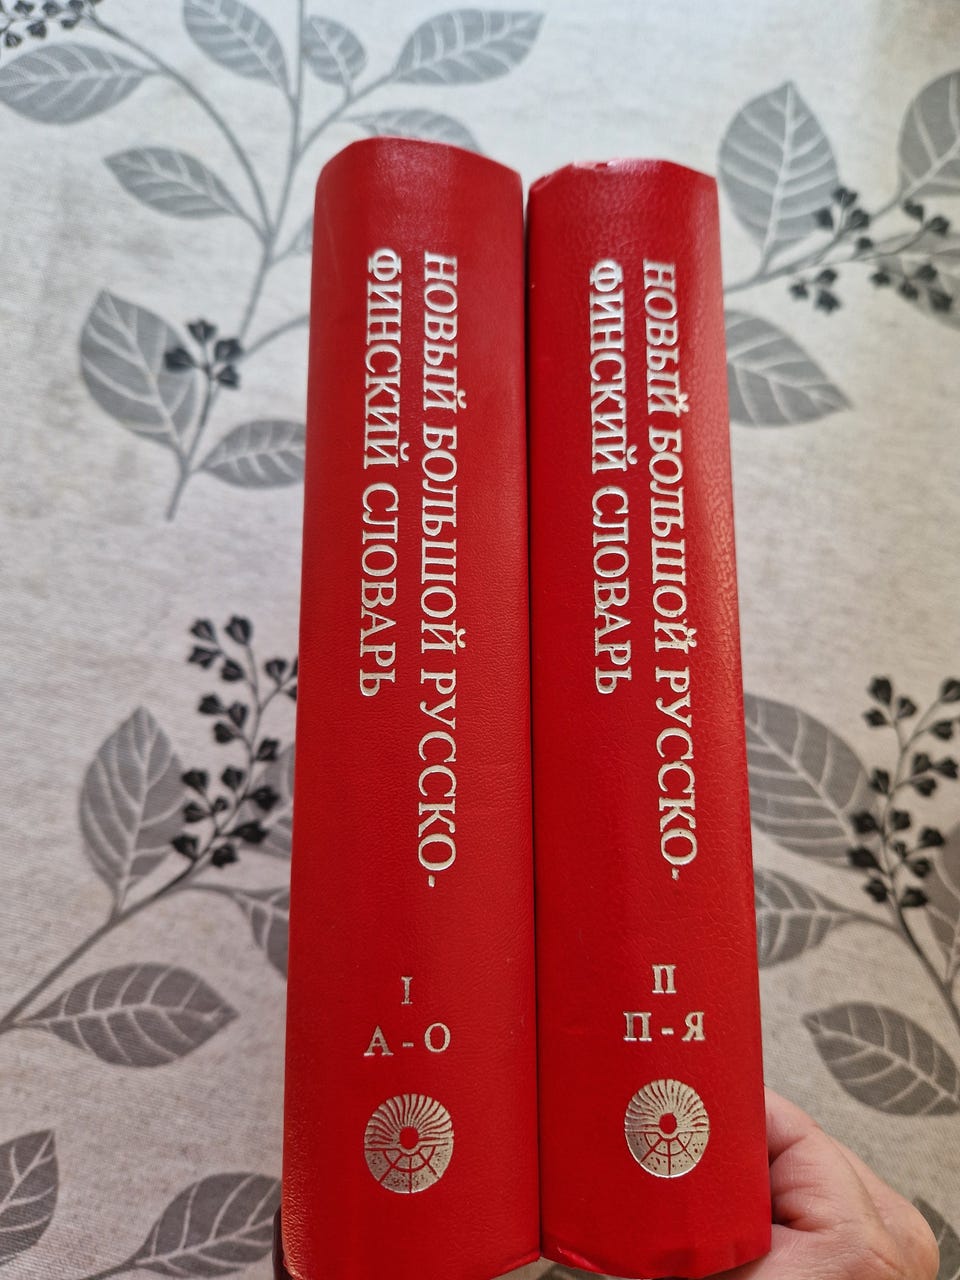 НОВЫЙ БОЛЬШОЙ РУССКО-
ФИНСКИЙ СЛОВАРЬ
I
А-О
НОВЫЙ БОЛЬШОЙ РУССКО-
ФИНСКИЙ СЛОВАРЬ
II
П-Я